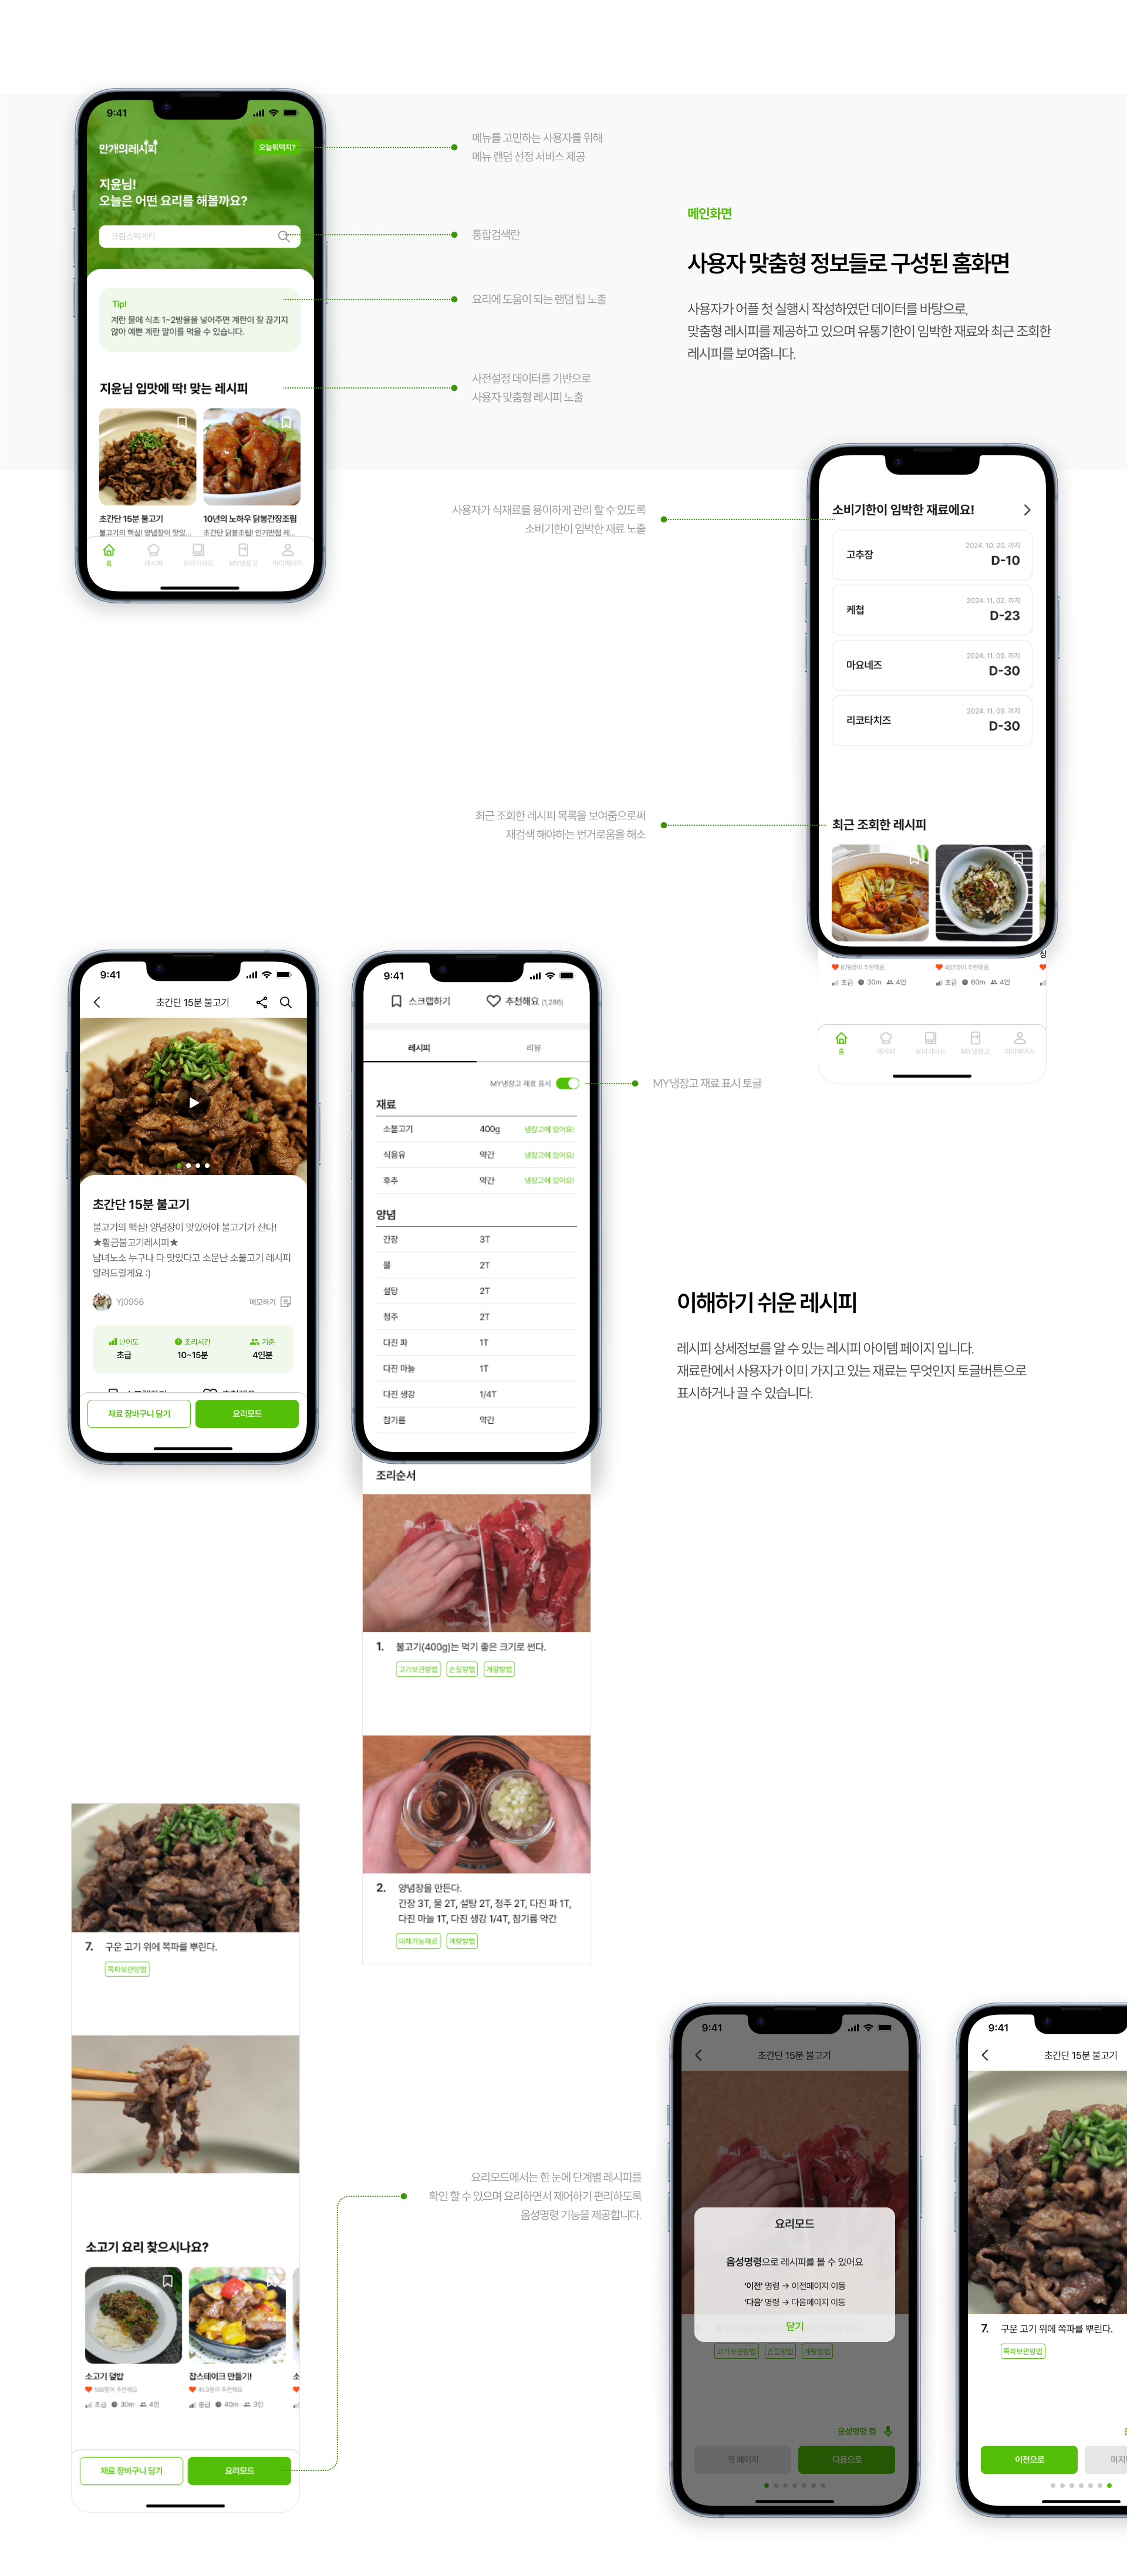 9:41
만개의레시피
오늘뭐먹지?
지윤님!
오늘은 어떤 요리를 해볼까요?
크림스파게티
Tip!
계란 물에 식초 1~2방울을 넣어주면 계란이 잘 끊기지
않아 예쁜 계란 말이를 먹을 수 있습니다.
지윤님 입맛에 딱! 맞는 레시피
초간단 15분 불고기
불고기의 핵심! 양념장이 맛있...
10년의 노하우 닭봉간장조림
초간단 닭봉조림! 인기만점 레...
홈
레시피
요리가이드
MY냉장고
마이페이지
메뉴를 고민하는 사용자를 위해
메뉴 랜덤 선정 서비스 제공
통합검색란
요리에 도움이 되는 랜덤 팁 노출
사전설정 데이터를 기반으로
사용자 맞춤형 레시피 노출
메인화면
사용자 맞춤형 정보들로 구성된 홈화면
사용자가 어플 첫 실행시 작성하였던 데이터를 바탕으로,
맞춤형 레시피를 제공하고 있으며 유통기한이 임박한 재료와 최근 조회한
레시피를 보여줍니다.
사용자가 식재료를 용이하게 관리 할 수 있도록
소비기한이 임박한 재료 노출
소비기한이 임박한 재료에요!
고추장
2024. 10. 20. 까지
D-10
케첩
2024. 11. 02. 까지
D-23
마요네즈
2024. 11. 09. 까지
D-30
리코타치즈
2024. 11. 09. 까지
D-30
최근 조회한 레시피 목록을 보여줌으로써
재검색 해야하는 번거로움을 해소
최근 조회한 레시피
879명이 추천해요
초급 30m 4인
467명이 추천해요
초급 60m 4인
홈
레시피
요리가이드
MY냉장고
마이페이지
9:41
초간단 15분 불고기
초간단 15분 불고기
불고기의 핵심! 양념장이 맛있어야 불고기가 산다!
★황금불고기레시피★
남녀노소 누구나 다 맛있다고 소문난 소불고기 레시피
알려드릴게요 :)
Yj0956
메모하기
난이도
초급
조리시간
10~15분
기준
4인분
재료 장바구니 담기
요리모드
9:41
스크랩하기
추천해요 (1,286)
레시피
리뷰
MY냉장고 재료 표시
MY냉장고 재료 표시 토글
재료
소불고기 400g 냉장고에 있어요!
식용유 약간 냉장고에 있어요!
후추 약간 냉장고에 있어요!
양념
간장 3T
물 2T
설탕 2T
청주 2T
다진 파 1T
다진 마늘 1T
다진 생강 1/4T
참기름 약간
조리순서
1. 불고기(400g)는 먹기 좋은 크기로 썬다.
고기보관방법 손질방법 계량방법
2. 양념장을 만든다.
간장 3T, 물 2T, 설탕 2T, 청주 2T, 다진 파 1T,
다진 마늘 1T, 다진 생강 1/4T, 참기름 약간
대체가능재료 계량방법
이해하기 쉬운 레시피
레시피 상세정보를 알 수 있는 레시피 아이템 페이지 입니다.
재료란에서 사용자가 이미 가지고 있는 재료는 무엇인지 토글버튼으로
표시하거나 끌 수 있습니다.
7. 구운 고기 위에 쪽파를 뿌린다.
쪽파보관방법
소고기 요리 찾으시나요?
소고기 덮밥
186명이 추천해요
초급 30m 4인
찹스테이크 만들기!
453명이 추천해요
중급 40m 3인
재료 장바구니 담기
요리모드
요리모드에서는 한 눈에 단계별 레시피를
확인 할 수 있으며 요리하면서 제어하기 편리하도록
음성명령 기능을 제공합니다.
9:41
초간단 15분 불고기
요리모드
음성명령으로 레시피를 볼 수 있어요
'이전' 명령 → 이전페이지 이동
'다음' 명령 → 다음페이지 이동
닫기
고기보관방법 손질방법 계량방법
음성명령 켬
첫 페이지
다음으로
9:41
초간단 15분 불고기
7. 구운 고기 위에 쪽파를 뿌린다.
쪽파보관방법
이전으로